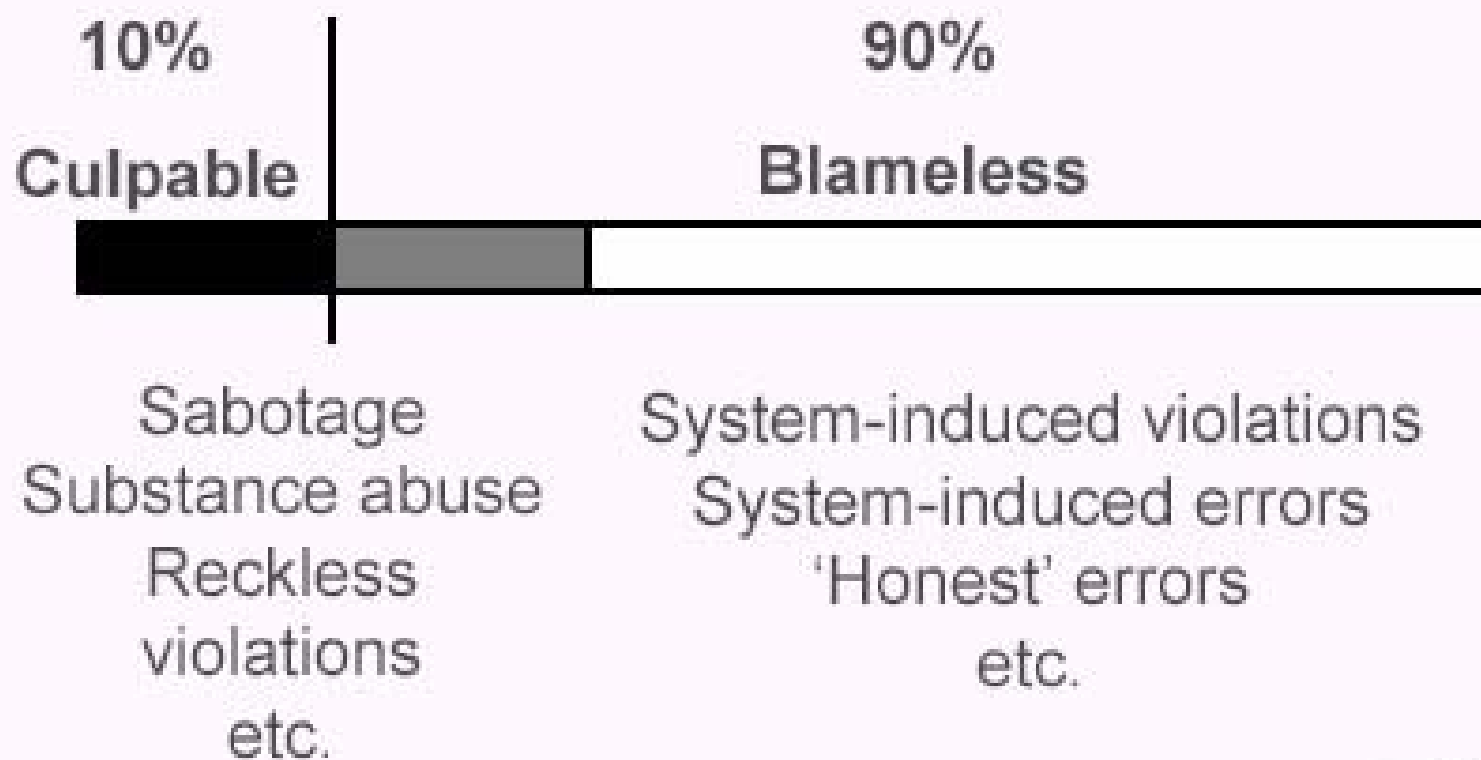 10%
90%
Culpable
Blameless
Sabotage
Substance abuse
Reckless
violations
etc.
System-induced violations
System-induced errors
‘Honest’ errors
etc.